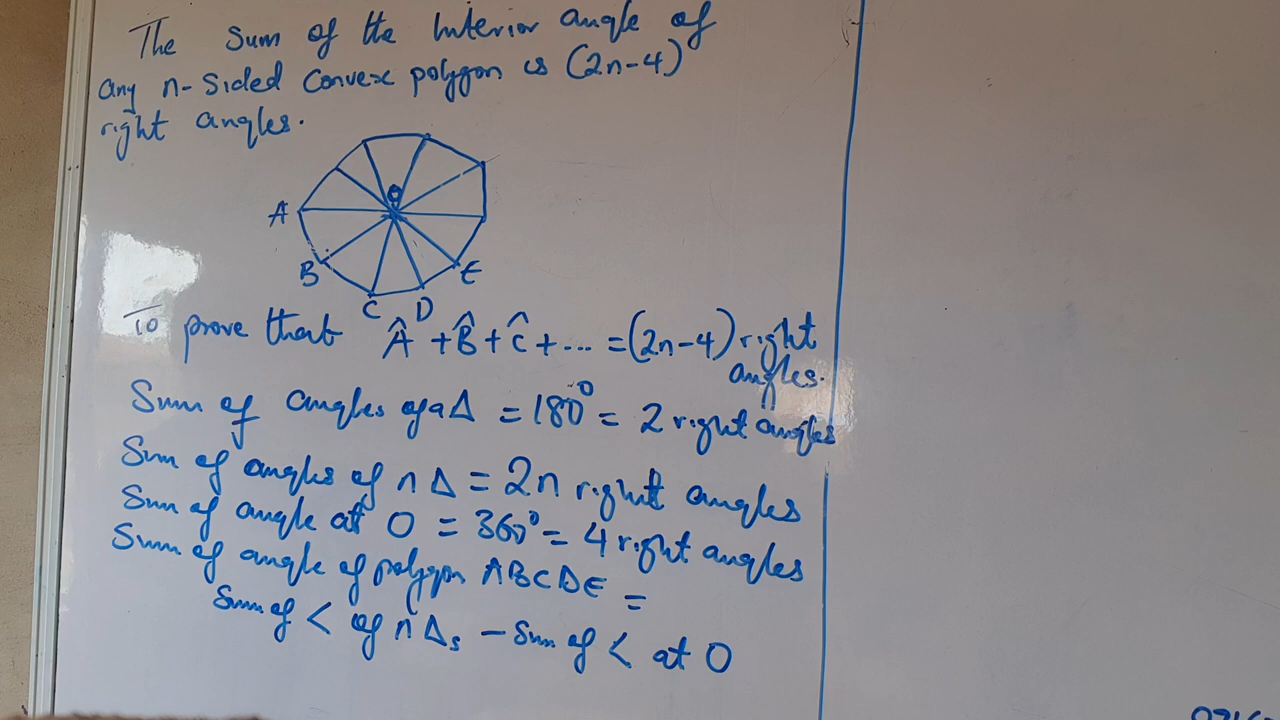 The sum of the Interior angle of
any n-sided Convex polygon is (2n-4)
right angles.
O
A
B
E
C D
To prove that Â + B̂ + Ĉ + ... = (2n-4) right
angles.
Sum of angles of a Δ = 180° = 2 right angles
Sum of angles of n Δ = 2n right angles
Sum of angle at O = 360° = 4 right angles
Sum of angle of polygon ABCDE =
Sum of < of n Δs - Sum of < at O